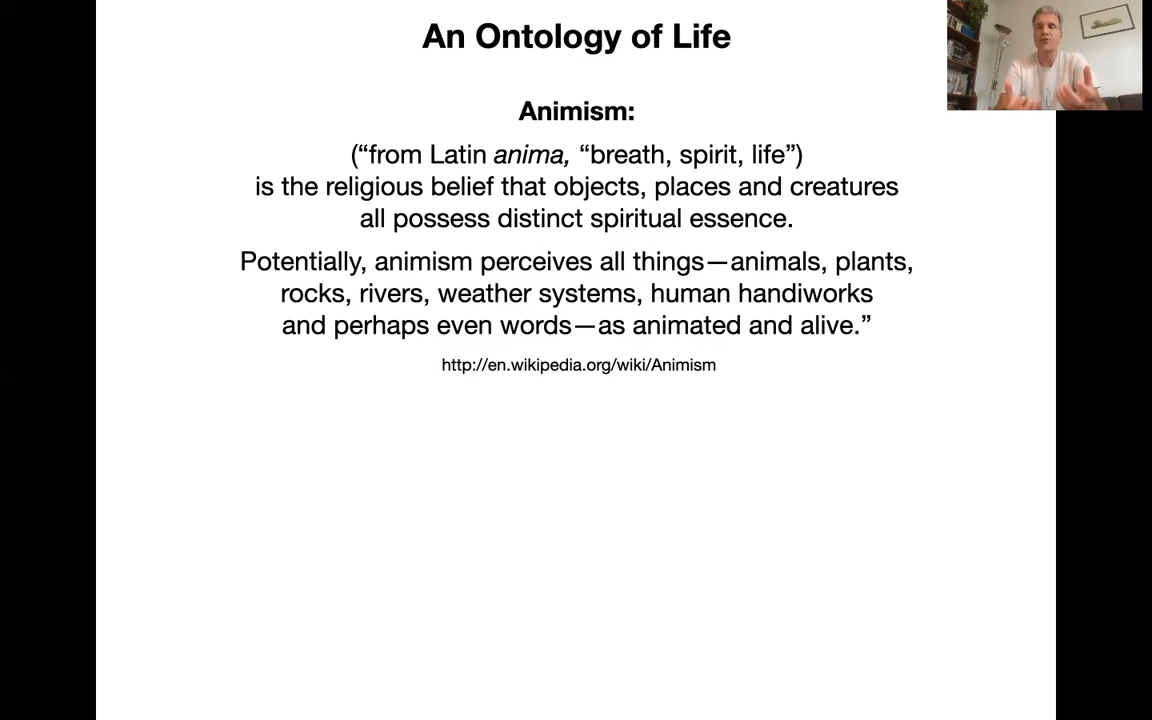 An Ontology of Life
Animism:
(“from Latin anima, “breath, spirit, life”)
is the religious belief that objects, places and creatures
all possess distinct spiritual essence.
Potentially, animism perceives all things—animals, plants,
rocks, rivers, weather systems, human handiworks
and perhaps even words—as animated and alive.”
http://en.wikipedia.org/wiki/Animism